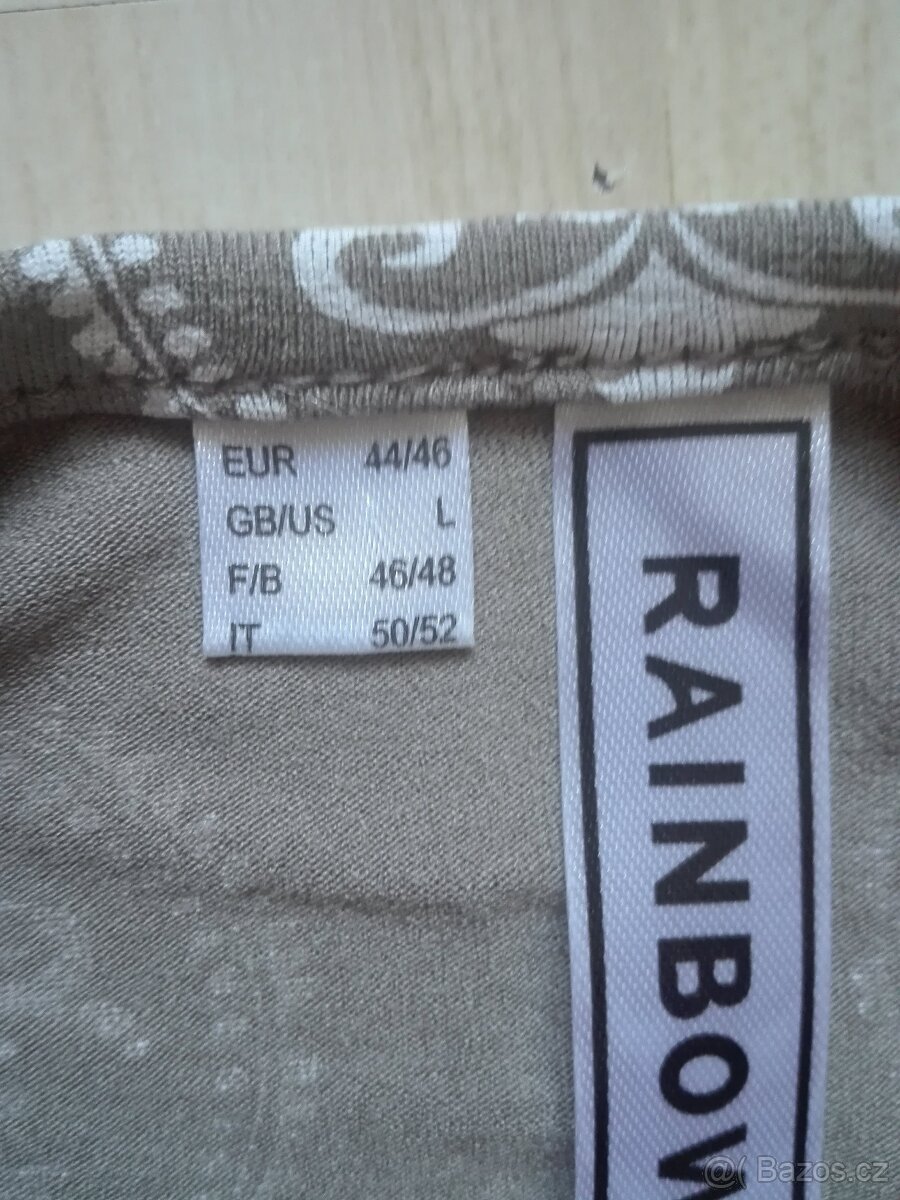 EUR 44/46
GB/US L
F/B 46/48
IT 50/52
RAINBOW
@( Bazos.cz